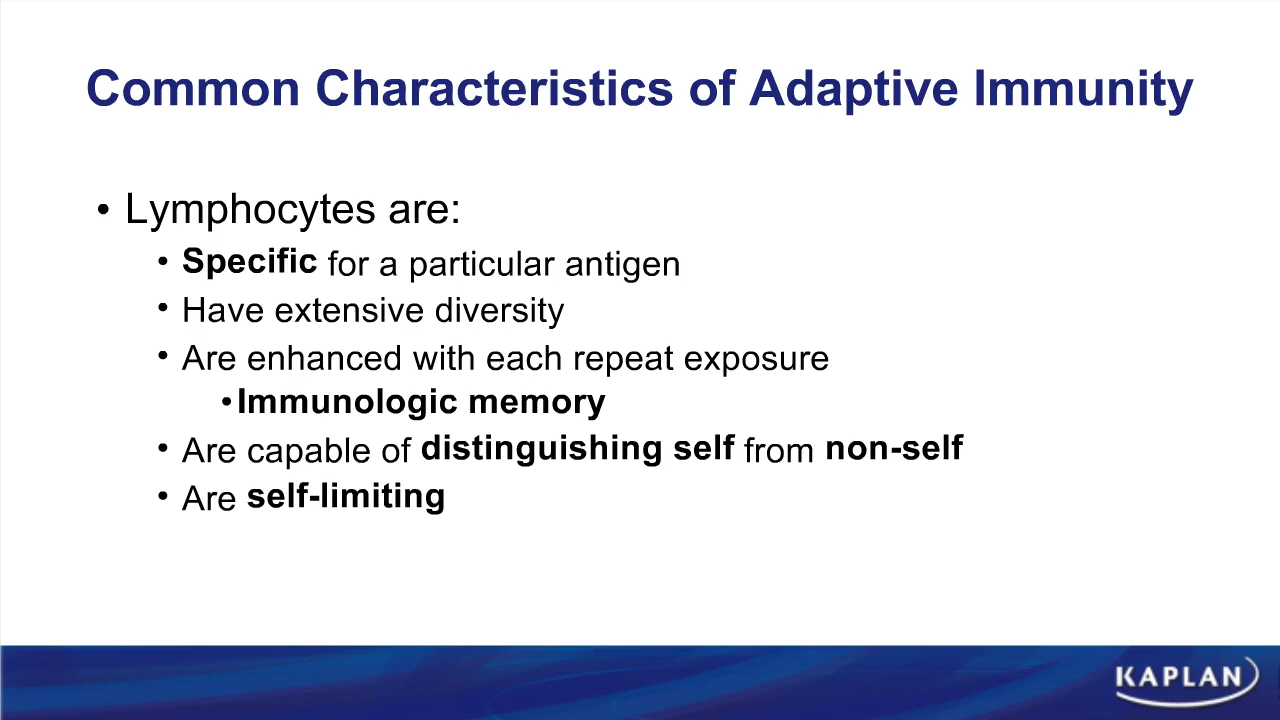 Common Characteristics of Adaptive Immunity
• Lymphocytes are:
• Specific for a particular antigen
• Have extensive diversity
• Are enhanced with each repeat exposure
• Immunologic memory
• Are capable of distinguishing self from non-self
• Are self-limiting
KAPLAN